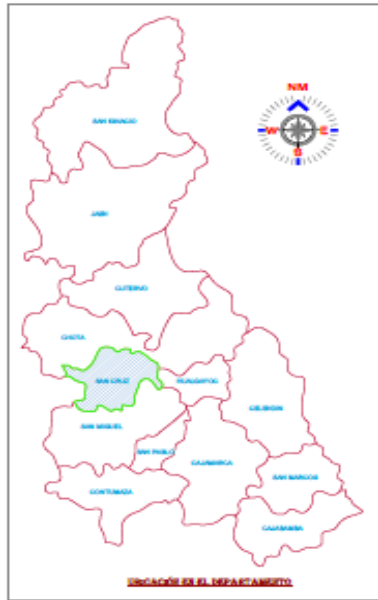 NM
W E
S
SAN IGNACIO
JAEN
CUTERVO
CHOTA
SAN CRUZ
HUALGAYOC
CELENDIN
SAN MIGUEL
SAN PABLO
CAJAMARCA
SAN MARCOS
CONTUMAZA
CAJABAMBA
UBICACIÓN EN EL DEPARTAMENTO